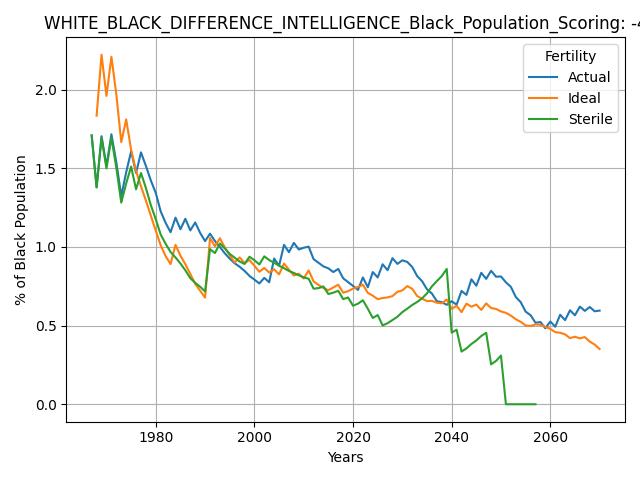 WHITE_BLACK_DIFFERENCE_INTELLIGENCE_Black_Population_Scoring: -4
Fertility
Actual
Ideal
Sterile
% of Black Population
2.0
1.5
1.0
0.5
0.0
1980
2000
2020
2040
2060
Years